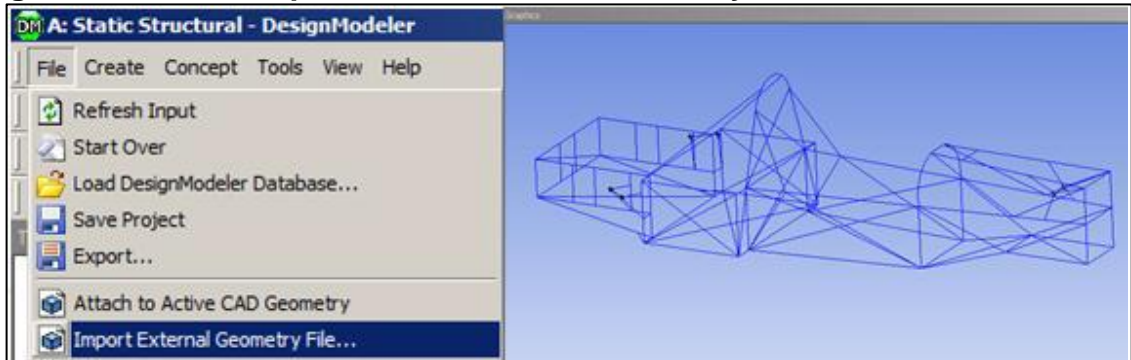 DM A: Static Structural - DesignModeler
File Create Concept Tools View Help
Refresh Input
Start Over
Load DesignModeler Database...
Save Project
Export...
Attach to Active CAD Geometry
Import External Geometry File...
Graphics